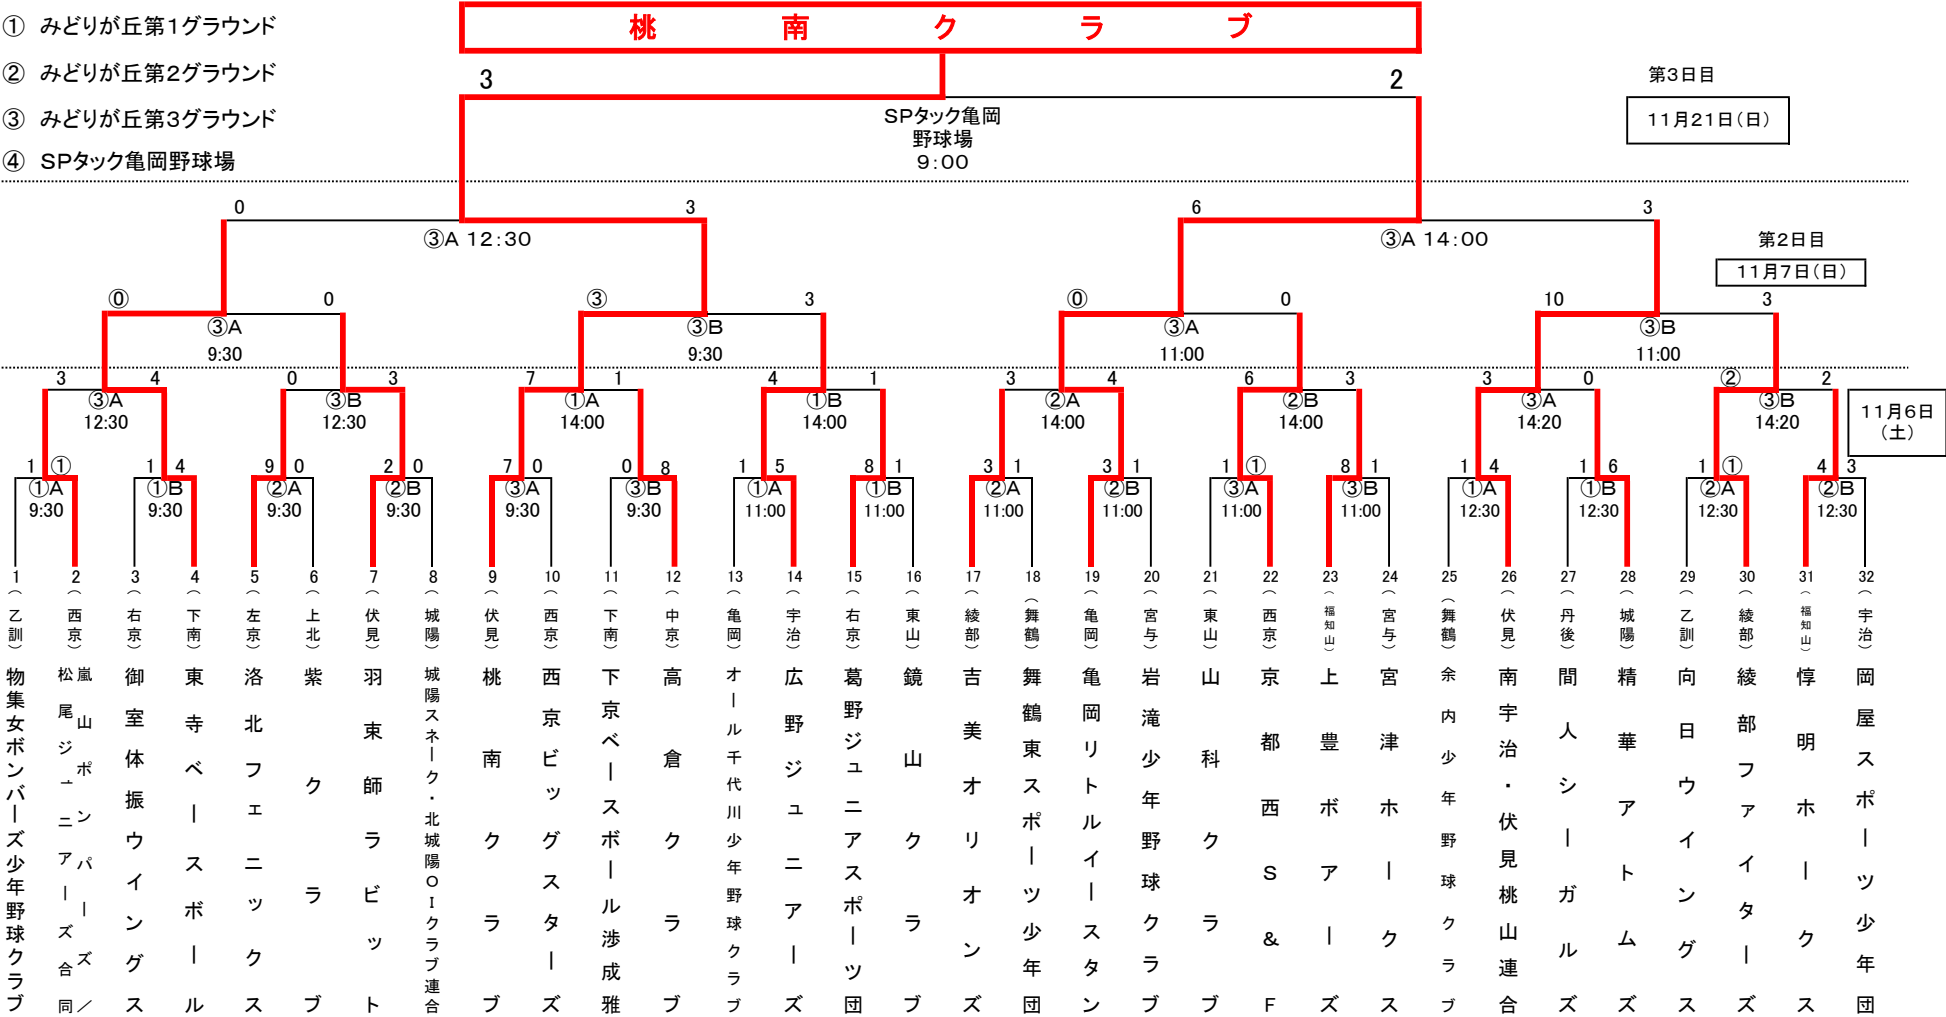 ① みどりが丘第1グラウンド
② みどりが丘第2グラウンド
③ みどりが丘第3グラウンド
④ SPタック亀岡野球場
桃南クラブ
3 2
SPタック亀岡
野球場
9:00
第3日目
11月21日(日)
0 3 6 3
③A 12:30 ③A 14:00
第2日目
11月7日(日)
⓪ 0 ③ 3 ⓪ 0 10 3
③A ③B ③A ③B
9:30 9:30 11:00 11:00
3 4 0 3 7 1 4 1 3 4 6 3 3 0 ② 2
③A ③B ①A ①B ②A ②B ③A ③B
12:30 12:30 14:00 14:00 14:00 14:00 14:20 14:20
11月6日
(土)
1 ① 1 4 9 0 2 0 7 0 0 8 1 5 8 1 3 1 3 1 1 ① 8 1 1 4 1 6 1 ① 4 3
①A ①B ②A ②B ③A ③B ①A ①B ②A ②B ③A ③B ①A ①B ②A ②B
9:30 9:30 9:30 9:30 9:30 9:30 11:00 11:00 11:00 11:00 11:00 11:00 12:30 12:30 12:30 12:30
1 (乙訓) 物集女ボンバーズ少年野球クラブ
2 (西京) 嵐山ポンパーズ/松尾ジュニアーズ合同
3 (右京) 御室体振ウイングス
4 (下南) 東寺ベースボール
5 (左京) 洛北フェニックス
6 (上北) 紫クラブ
7 (伏見) 羽束師ラビット
8 (城陽) 城陽スネーク・北城陽OIクラブ連合
9 (伏見) 桃南クラブ
10 (西京) 西京ビッグスターズ
11 (下南) 下京ベースボール渉成雅
12 (中京) 高倉クラブ
13 (亀岡) オール千代川少年野球クラブ
14 (宇治) 広野ジュニアーズ
15 (右京) 葛野ジュニアスポーツ団
16 (東山) 鏡山クラブ
17 (綾部) 吉美オリオンズ
18 (舞鶴) 舞鶴東スポーツ少年団
19 (亀岡) 亀岡リトルイースタン
20 (宮与) 岩滝少年野球クラブ
21 (東山) 山科クラブ
22 (西京) 京都西S&F
23 (福知山) 上豊ボアーズ
24 (宮与) 宮津ホークス
25 (舞鶴) 余内少年野球クラブ
26 (伏見) 南宇治・伏見桃山連合
27 (丹後) 間人シーガルズ
28 (城陽) 精華アトムズ
29 (乙訓) 向日ウイングス
30 (綾部) 綾部ファイターズ
31 (福知山) 惇明ホークス
32 (宇治) 岡屋スポーツ少年団